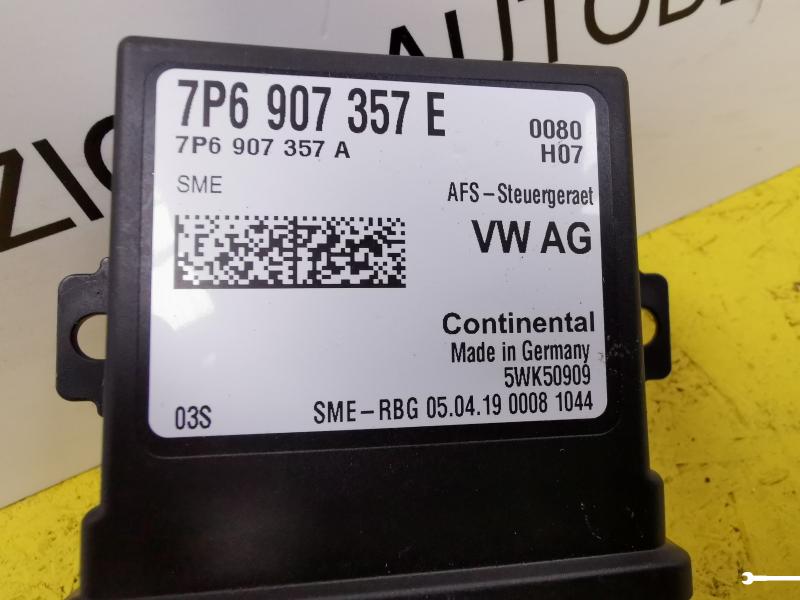 7P6 907 357 E
7P6 907 357 A
0080
H07
SME
AFS-Steuergeraet
VW AG
Continental
Made in Germany
5WK50909
03S
SME-RBG 05.04.19 0008 1044